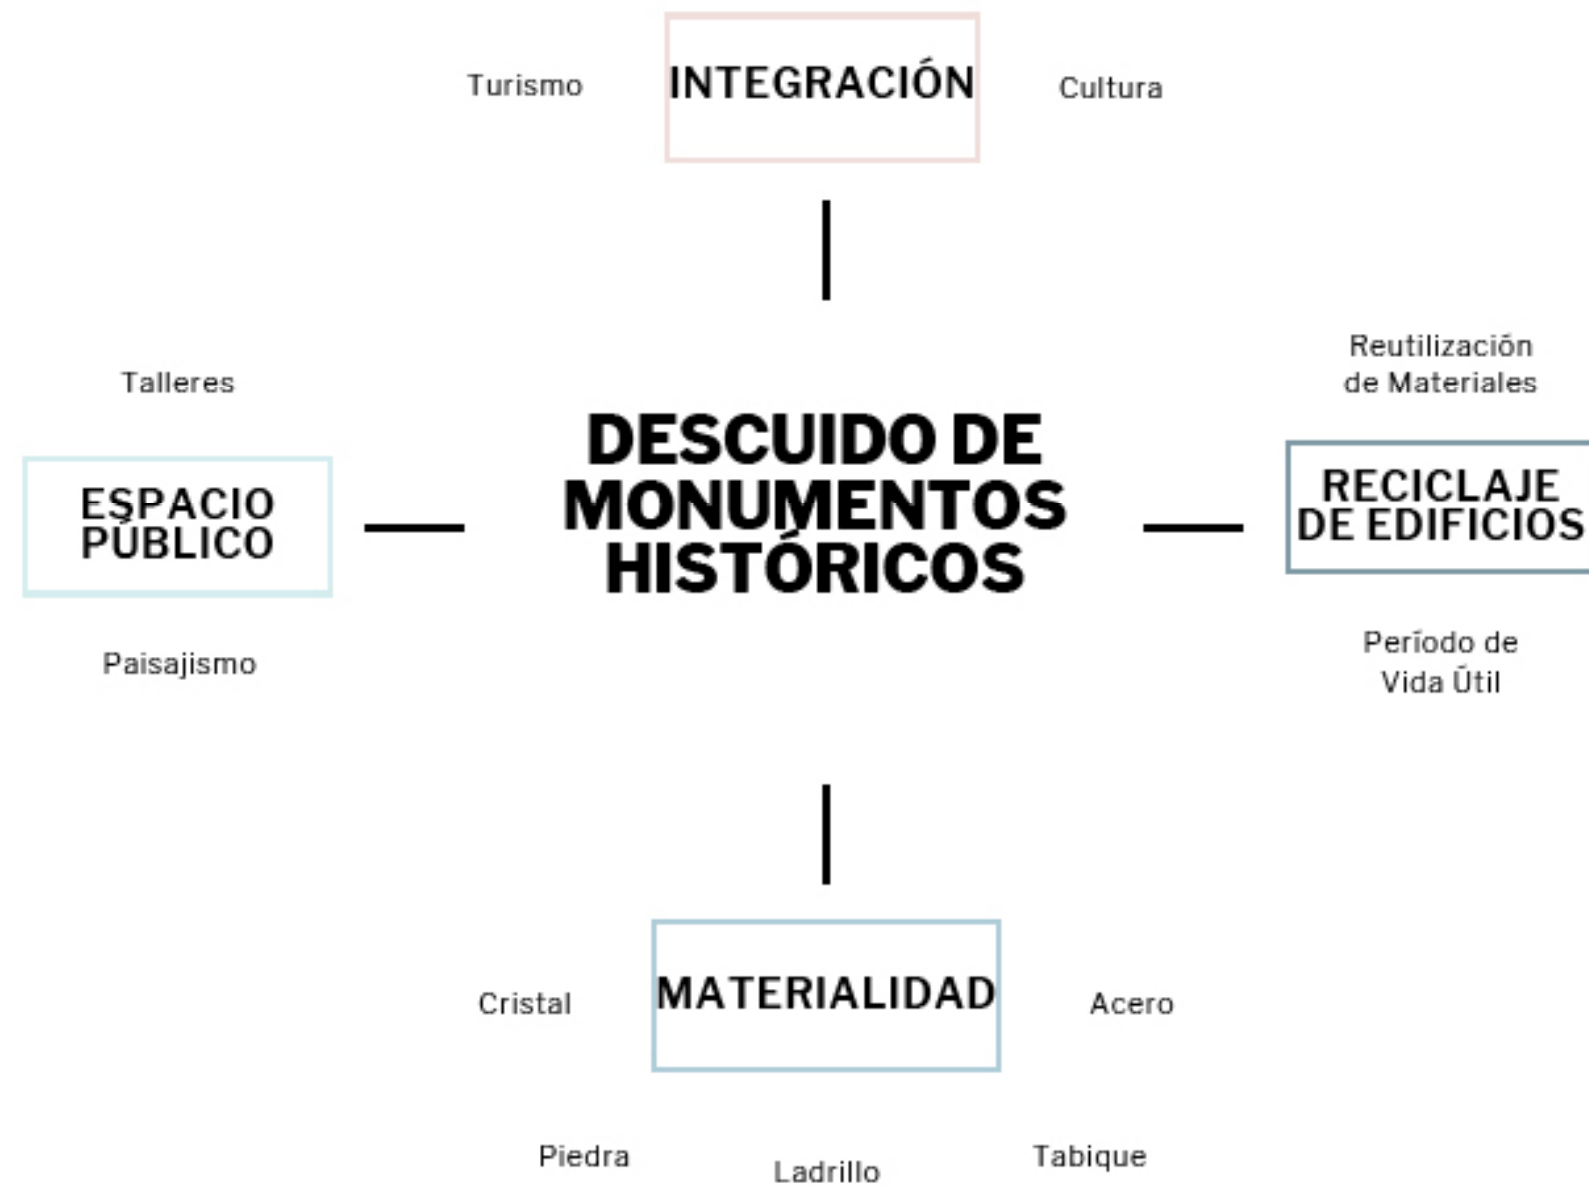 Turismo
INTEGRACIÓN
Cultura
Talleres
ESPACIO
PÚBLICO
Paisajismo
DESCUIDO DE
MONUMENTOS
HISTÓRICOS
Reutilización
de Materiales
RECICLAJE
DE EDIFICIOS
Período de
Vida Útil
Cristal
MATERIALIDAD
Acero
Piedra
Ladrillo
Tabique